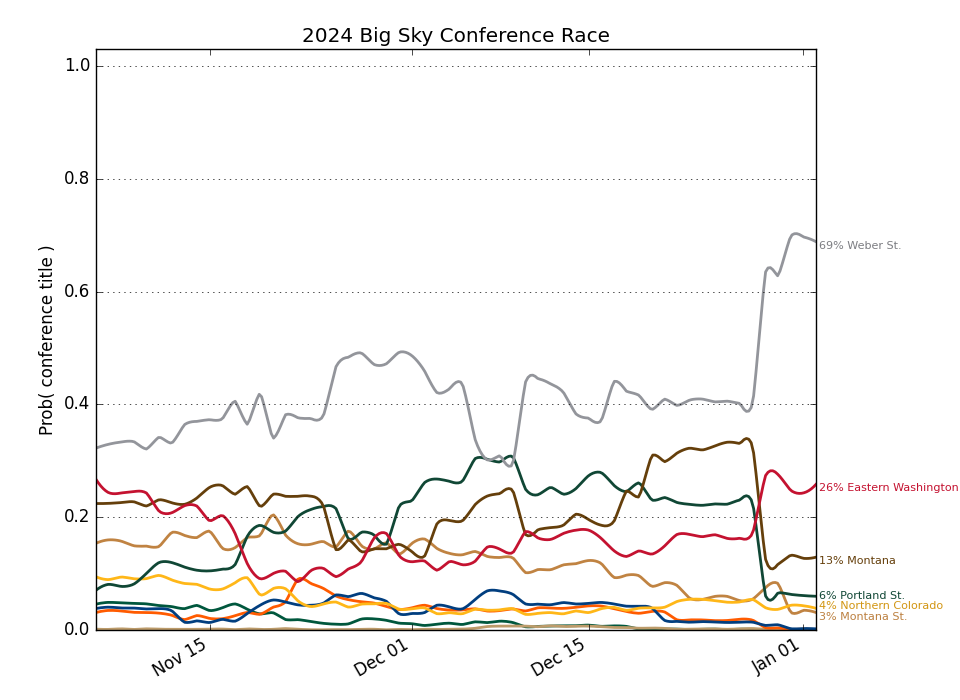 2024 Big Sky Conference Race
Prob( conference title )
1.0
0.8
0.6
0.4
0.2
0.0
69% Weber St.
26% Eastern Washington
13% Montana
6% Portland St.
4% Northern Colorado
3% Montana St.
Nov 15
Dec 01
Dec 15
Jan 01